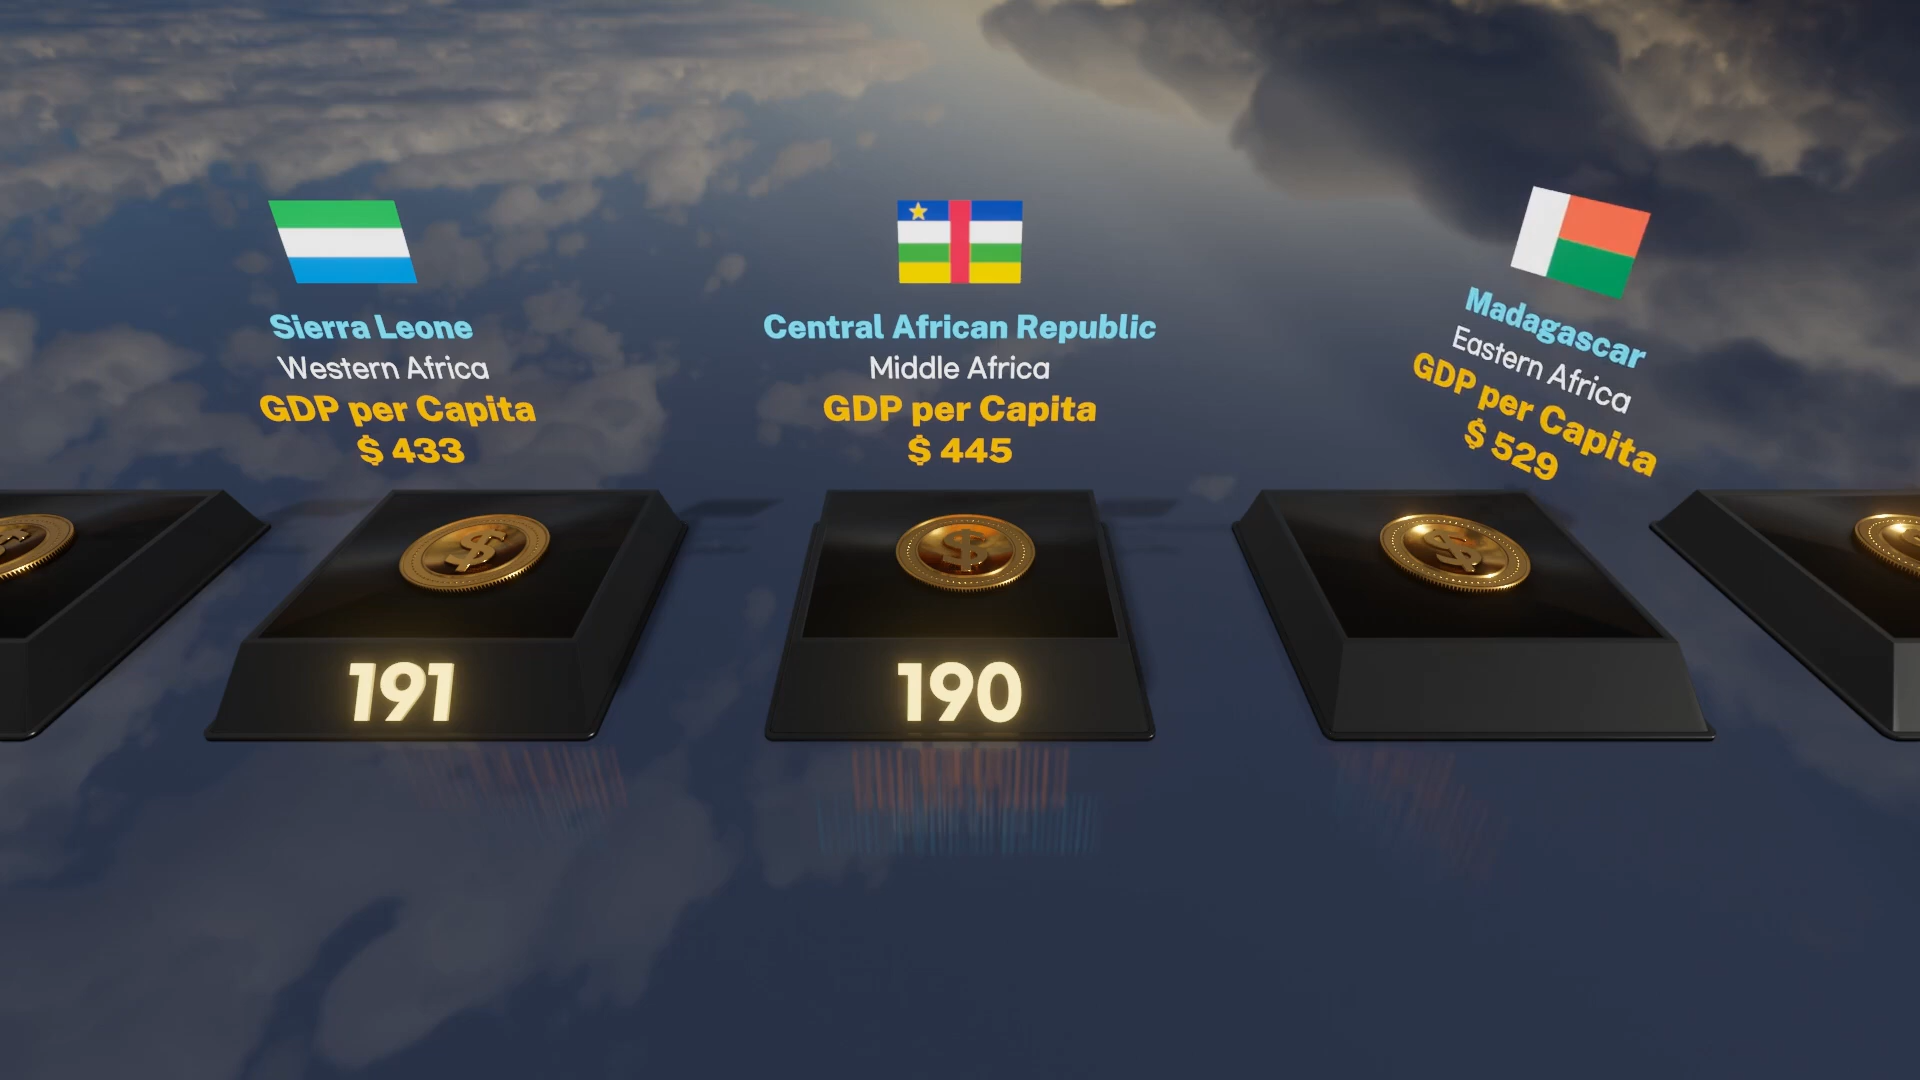 Sierra Leone
Western Africa
GDP per Capita
$ 433
191
Central African Republic
Middle Africa
GDP per Capita
$ 445
190
Madagascar
Eastern Africa
GDP per Capita
$ 529